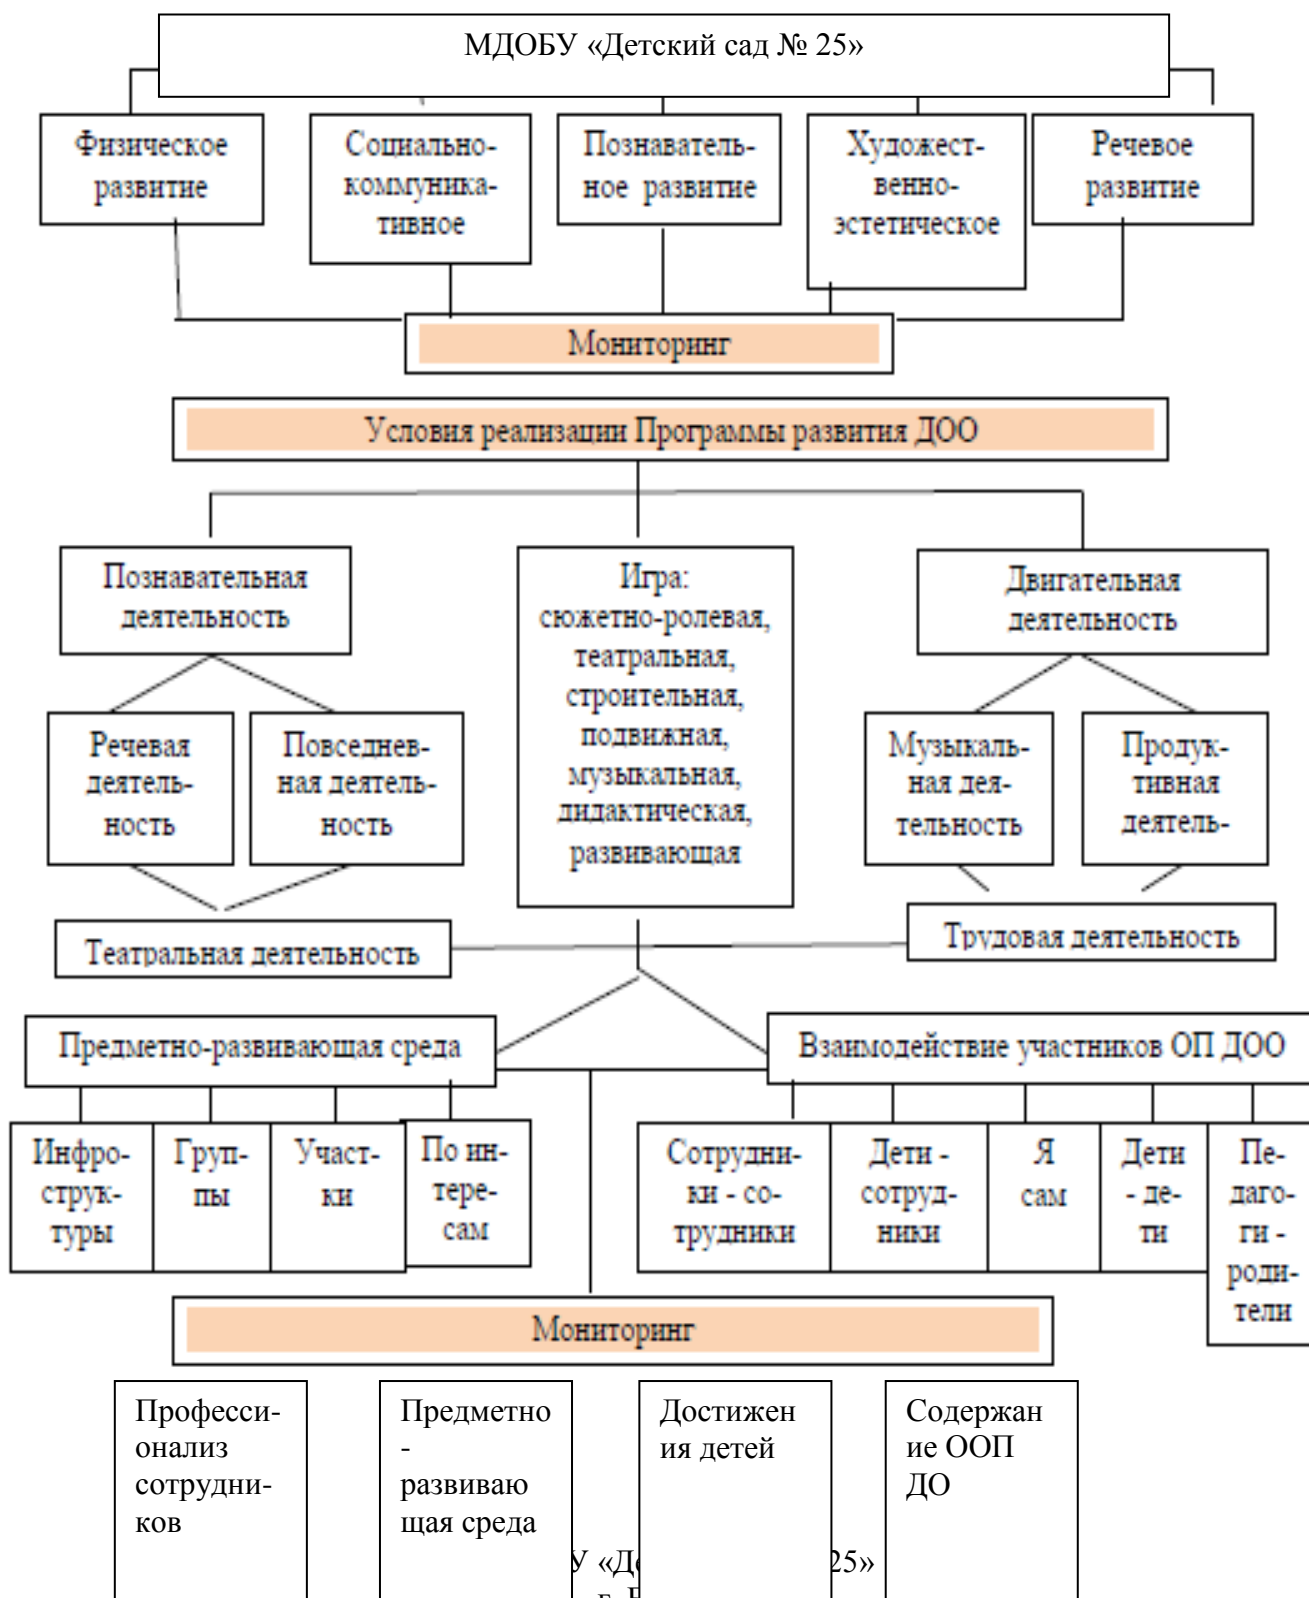 МДОБУ «Детский сад № 25»
Физическое
развитие
Социально-
коммуника-
тивное
Познаватель-
ное развитие
Художест-
венно-
эстетическое
Речевое
развитие
Мониторинг
Условия реализации Программы развития ДОО
Познавательная
деятельность
Игра:
сюжетно-ролевая,
театральная,
строительная,
подвижная,
музыкальная,
дидактическая,
развивающая
Двигательная
деятельность
Речевая
деятель-
ность
Повседнев-
ная деятель-
ность
Музыкаль-
ная дея-
тельность
Продук-
тивная
деятель-
Театральная деятельность
Трудовая деятельность
Предметно-развивающая среда
Взаимодействие участников ОП ДОО
Инфро-
струк-
туры
Груп-
пы
Участ-
ки
По ин-
тере-
сам
Сотрудни-
ки - со-
трудники
Дети -
сотруд-
ники
Я
сам
Дети
- де-
ти
Пе-
даго-
ги -
роди-
тели
Мониторинг
Професси-
онализ
сотрудни-
ков
Предметно
-
развиваю
щая среда
Достижен
ия детей
Содержан
ие ООП
ДО
У «Де 25»